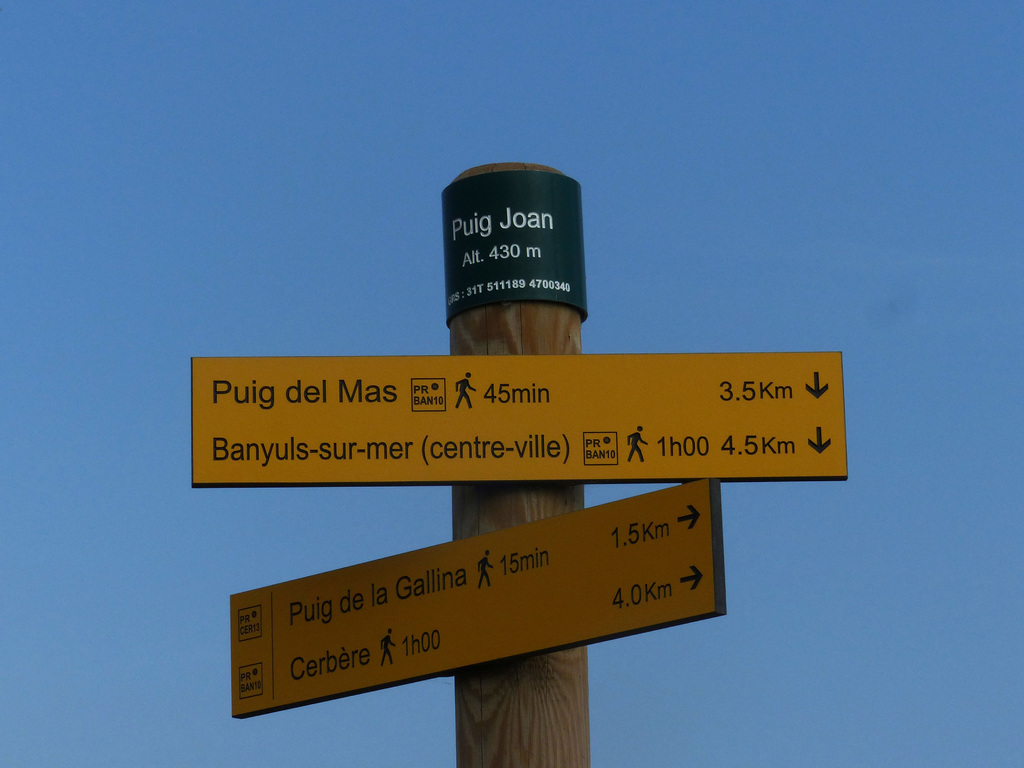 Puig Joan
Alt. 430 m
: 31T 511189 4700340
Puig del Mas PR BAN10 45min 3.5Km ↓
Banyuls-sur-mer (centre-ville) PR BAN10 1h00 4.5Km ↓
PR CER13 Puig de la Gallina 15min 1.5Km →
PR BAN10 Cerbère 1h00 4.0Km →